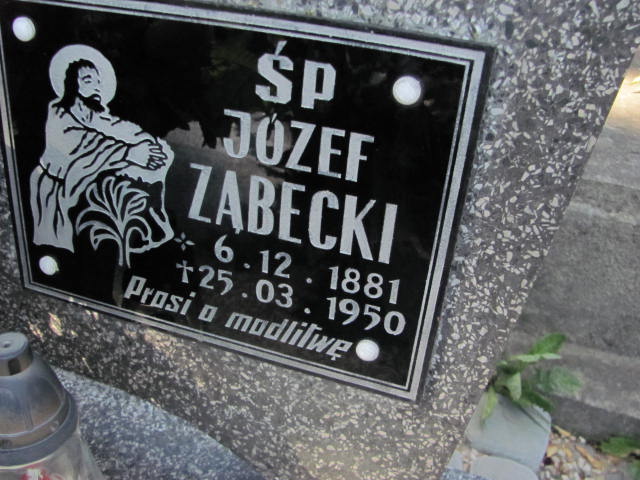 ŚP
JÓZEF
ZĄBECKI
* 6.12.1881
† 25.03.1950
Prosi o modlitwę